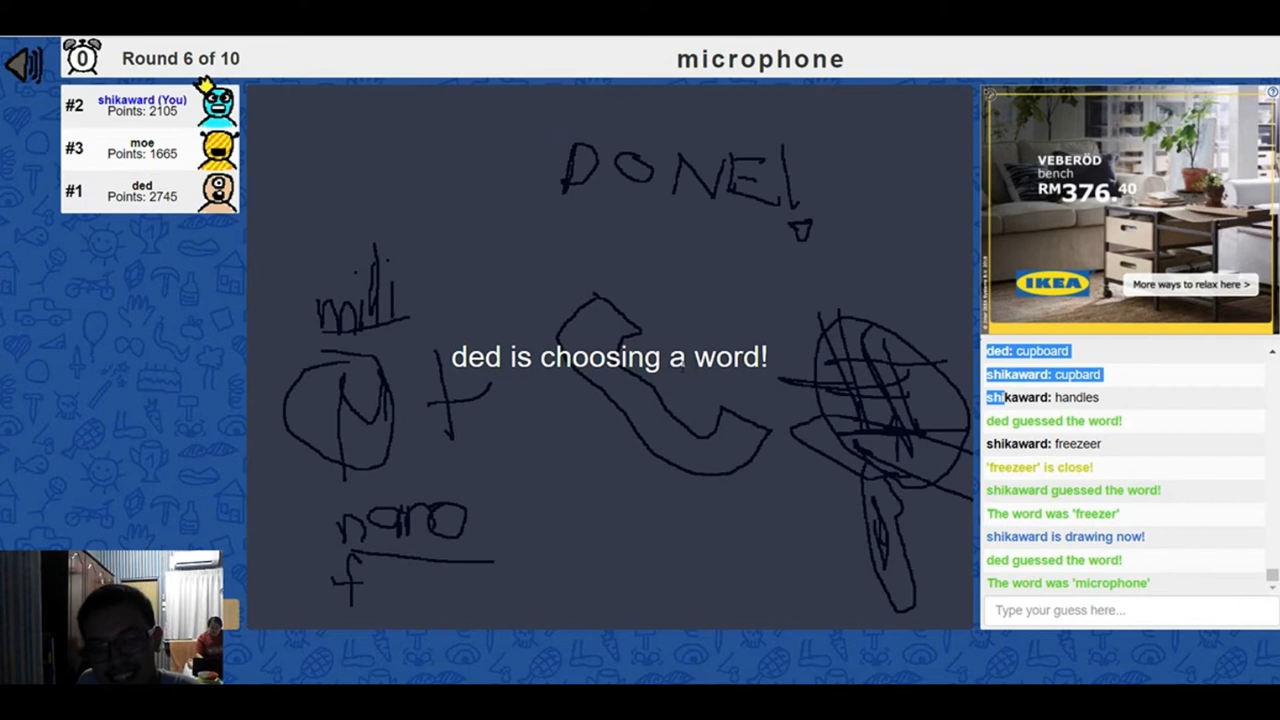 0
Round 6 of 10
microphone
#2
shikaward (You)
Points: 2105
#3
moe
Points: 1665
#1
ded
Points: 2745
DONE!
milli
nano
ded is choosing a word!
VEBERÖD
bench
RM376.40
IKEA
More ways to relax here >
ded: cupboard
shikaward: cupbard
shikaward: handles
ded guessed the word!
shikaward: freezeer
'freezeer' is close!
shikaward guessed the word!
The word was 'freezer'
shikaward is drawing now!
ded guessed the word!
The word was 'microphone'
Type your guess here...